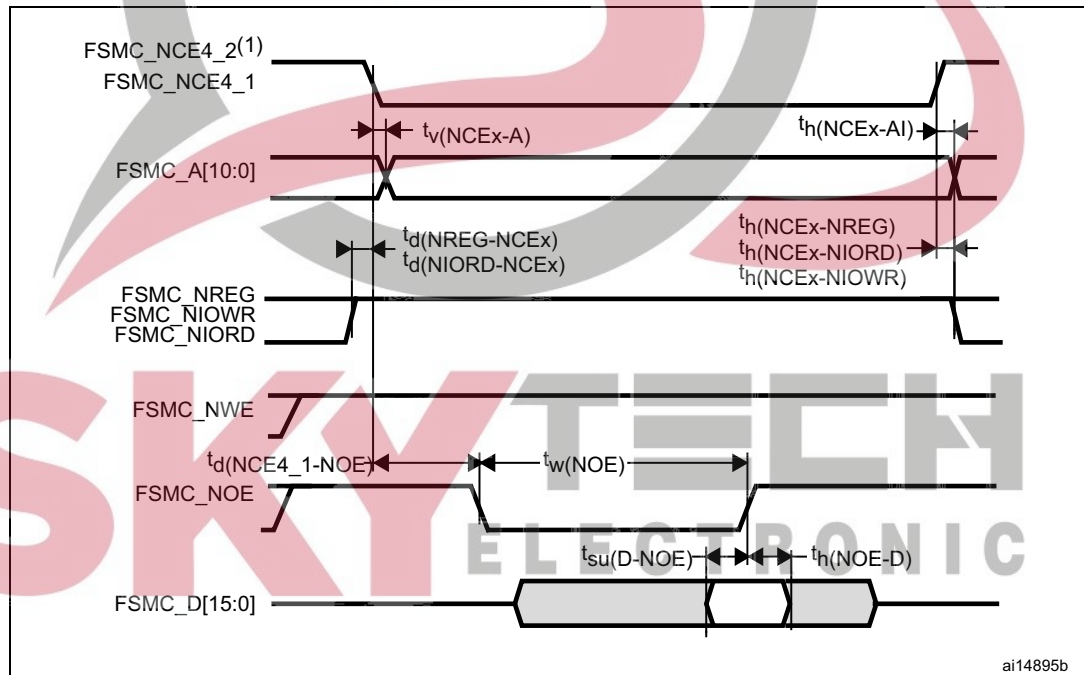 FSMC_NCE4_2(1)
FSMC_NCE4_1
tv(NCEx-A)
th(NCEx-AI)
FSMC_A[10:0]
td(NREG-NCEx)
td(NIORD-NCEx)
th(NCEx-NREG)
th(NCEx-NIORD)
th(NCEx-NIOWR)
FSMC_NREG
FSMC_NIOWR
FSMC_NIORD
SKYTECH
FSMC_NWE
td(NCE4_1-NOE)
tw(NOE)
FSMC_NOE
ELECTRONIC
tsu(D-NOE)
th(NOE-D)
FSMC_D[15:0]
ai14895b